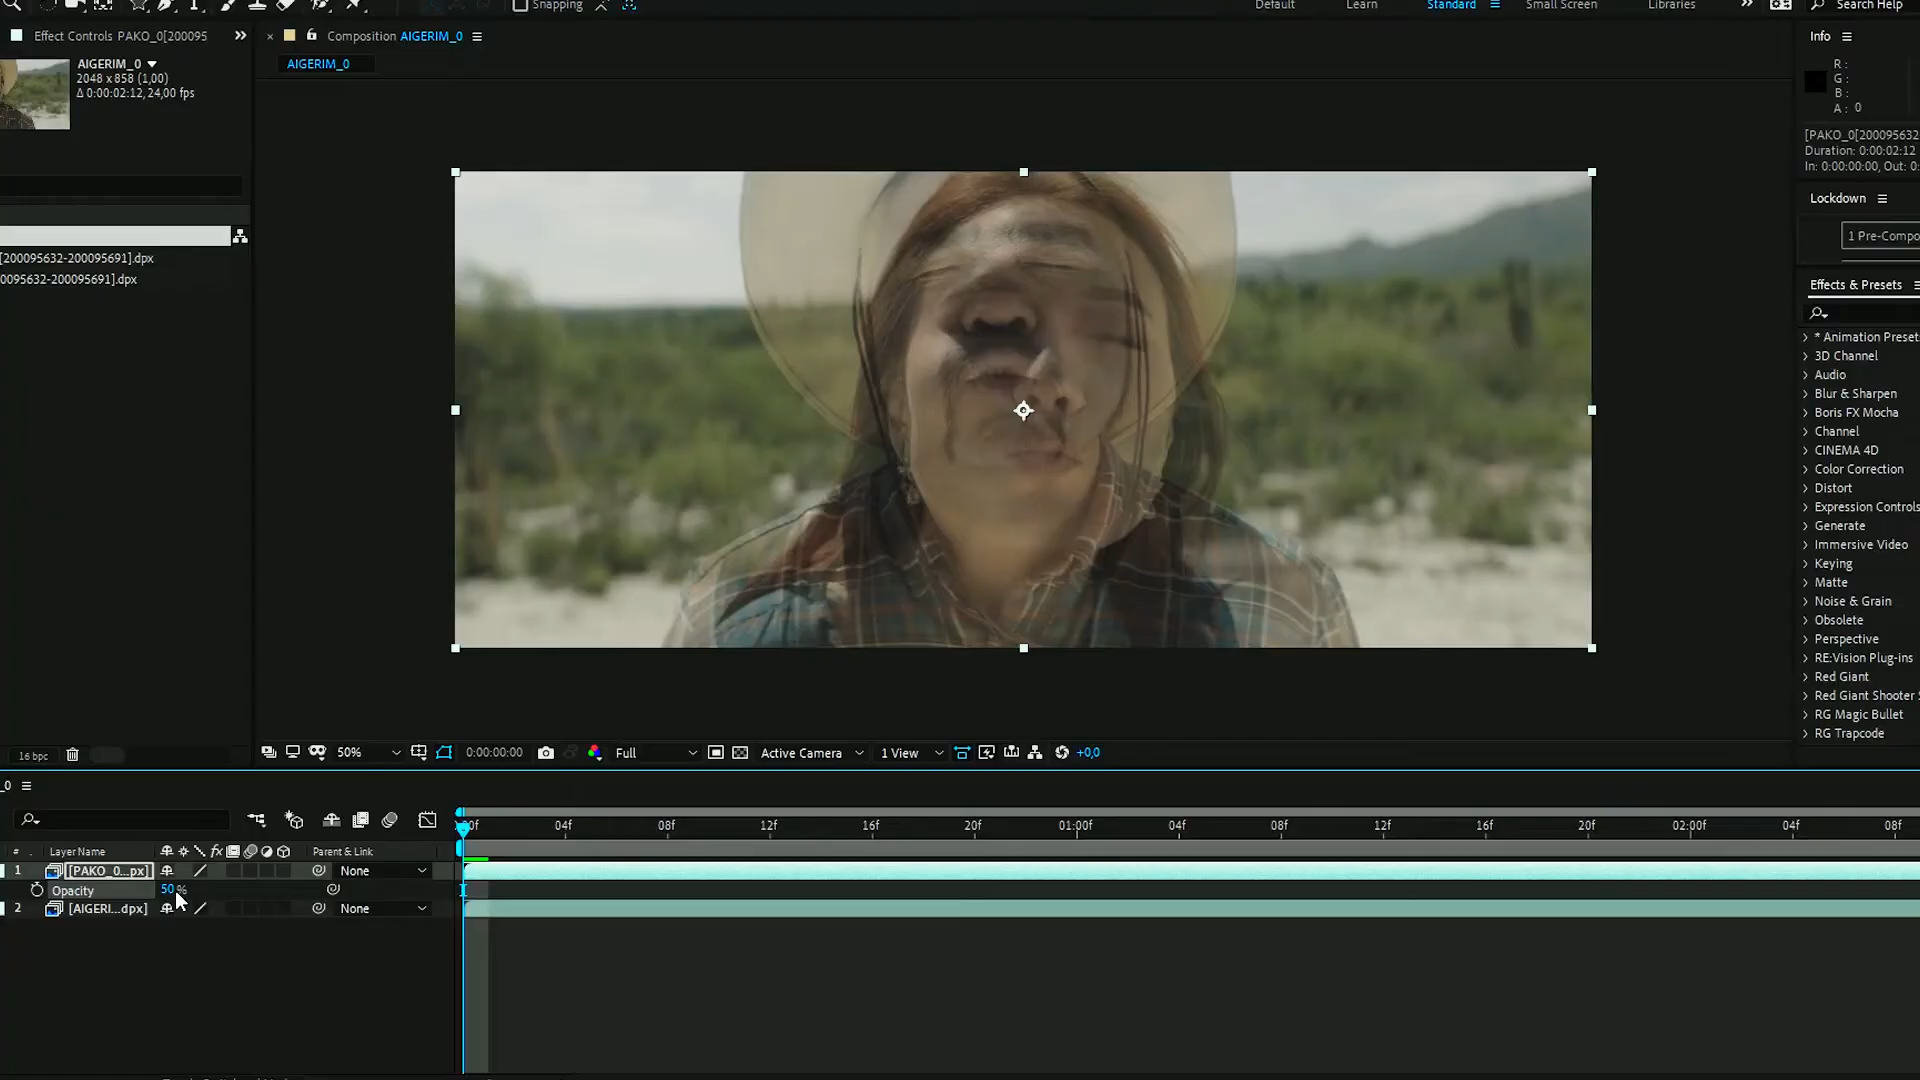 Snapping
Default
Learn
Standard
Small Screen
Libraries
Search Help
Effect Controls PAKO_0[200095
Composition AIGERIM_0
Info
AIGERIM_0
2048 x 858 (1,00)
Δ 0:00:02:12, 24,00 fps
AIGERIM_0
R :
G :
B :
A : 0
[PAKO_0[200095632
Duration: 0:00:02:12
In: 0:00:00:00, Out: 0:
Lockdown
1 Pre-Compo
[200095632-200095691].dpx
0095632-200095691].dpx
Effects & Presets
* Animation Preset
3D Channel
Audio
Blur & Sharpen
Boris FX Mocha
Channel
CINEMA 4D
Color Correction
Distort
Expression Controls
Generate
Immersive Video
Keying
Matte
Noise & Grain
Obsolete
Perspective
RE:Vision Plug-ins
Red Giant
Red Giant Shooter S
RG Magic Bullet
RG Trapcode
16 bpc
50%
0:00:00:00
Full
Active Camera
1 View
+0,0
_0
:00f 04f 08f 12f 16f 20f 01:00f 04f 08f 12f 16f 20f 02:00f 04f 08f
# . Layer Name
fx
Parent & Link
1 [PAKO_0...px] None
Opacity 50 %
2 [AIGERI...dpx] None